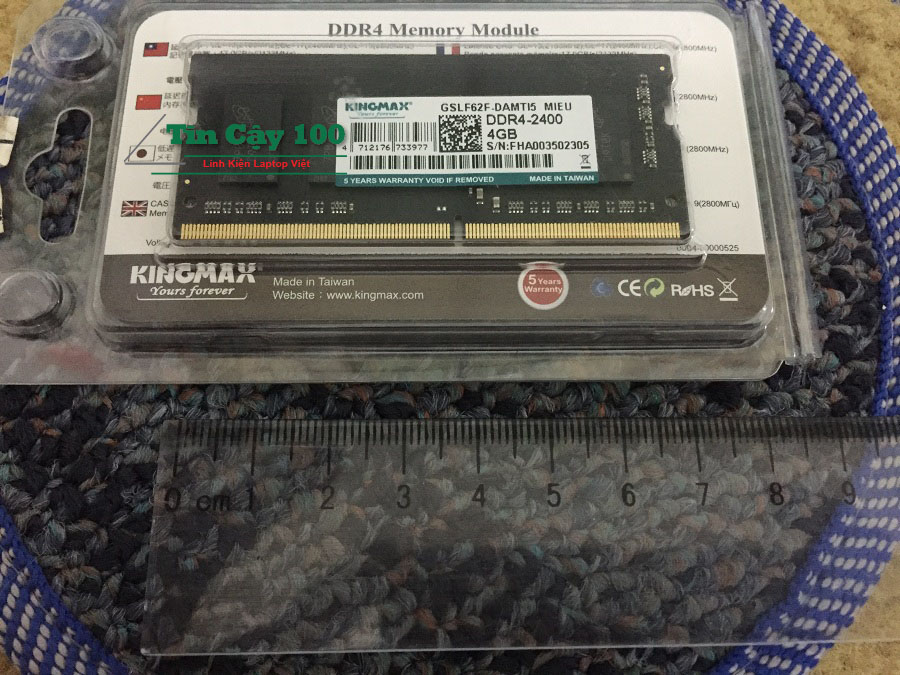 DDR4 Memory Module
KINGMAX
GSLF62F-DAMTI5 MIEU
DDR4-2400
4GB
S/N:FHA003502305
4 712176 733977
5 YEARS WARRANTY VOID IF REMOVED
MADE IN TAIWAN
Tin Cậy 100
Linh Kiện Laptop Việt
(2800MHz)
(2800MHz)
電壓
CAS
9(2800МГц)
KINGMAX
Yours forever
Made in Taiwan
Website : www.kingmax.com
5 Years
Warranty
CE
RoHS
0 cm 1 2 3 4 5 6 7 8 9